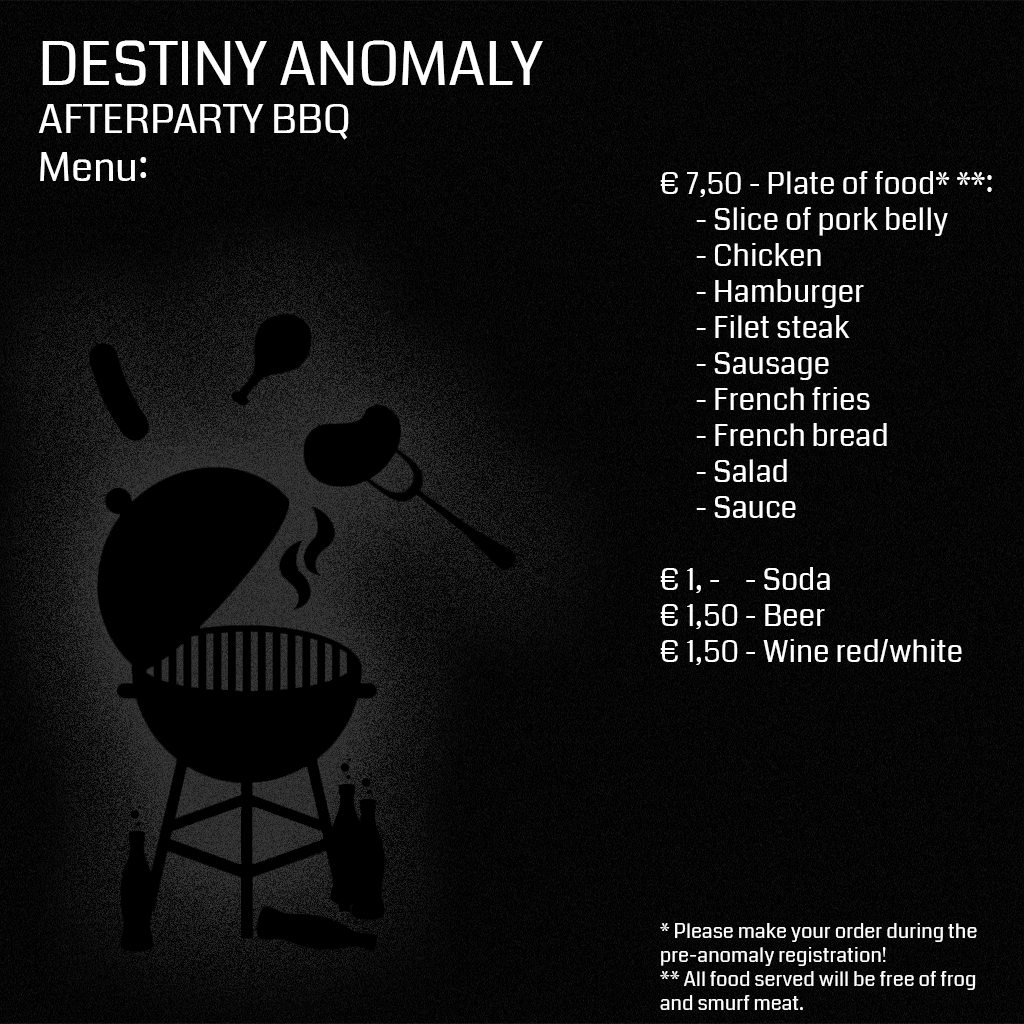 DESTINY ANOMALY
AFTERPARTY BBQ
Menu:
€ 7,50 - Plate of food* **:
- Slice of pork belly
- Chicken
- Hamburger
- Filet steak
- Sausage
- French fries
- French bread
- Salad
- Sauce
€ 1, - - Soda
€ 1,50 - Beer
€ 1,50 - Wine red/white
* Please make your order during the
pre-anomaly registration!
** All food served will be free of frog
and smurf meat.